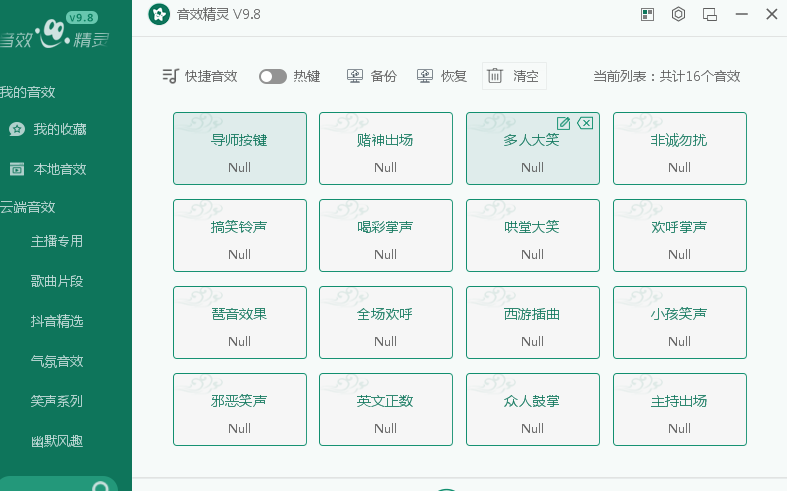 音效精灵 V9.8
v9.8
音效 精灵
我的音效
我的收藏
本地音效
云端音效
主播专用
歌曲片段
抖音精选
气氛音效
笑声系列
幽默风趣
快捷音效 热键 备份 恢复 清空 当前列表：共计16个音效
导师按键 赌神出场 多人大笑 非诚勿扰
Null Null Null Null
搞笑铃声 喝彩掌声 哄堂大笑 欢呼掌声
Null Null Null Null
琶音效果 全场欢呼 西游插曲 小孩笑声
Null Null Null Null
邪恶笑声 英文正数 众人鼓掌 主持出场
Null Null Null Null